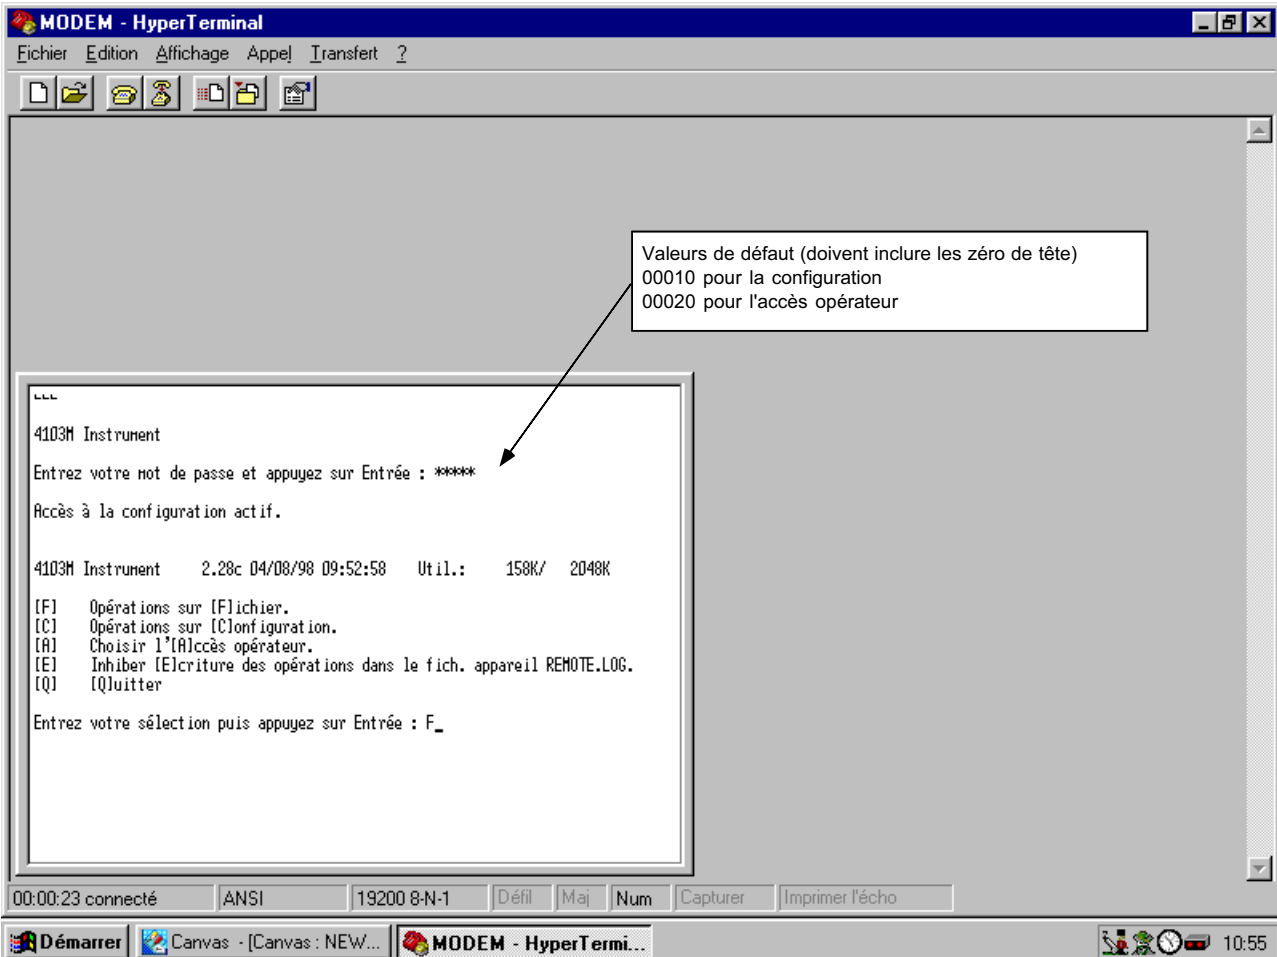 MODEM - HyperTerminal
Fichier Edition Affichage Appel Transfert ?
Valeurs de défaut (doivent inclure les zéro de tête)
00010 pour la configuration
00020 pour l'accès opérateur
4103M Instrument
Entrez votre mot de passe et appuyez sur Entrée : *****
Accès à la configuration actif.
4103M Instrument 2.28c 04/08/98 09:52:58 Util.: 158K/ 2048K
[F] Opérations sur [F]ichier.
[C] Opérations sur [C]onfiguration.
[A] Choisir l'[A]ccès opérateur.
[E] Inhiber [E]criture des opérations dans le fich. appareil REMOTE.LOG.
[Q] [Q]uitter
Entrez votre sélection puis appuyez sur Entrée : F_
00:00:23 connecté ANSI 19200 8-N-1 Défil Maj Num Capturer Imprimer l'écho
Démarrer Canvas - [Canvas : NEW... MODEM - HyperTermi... 10:55